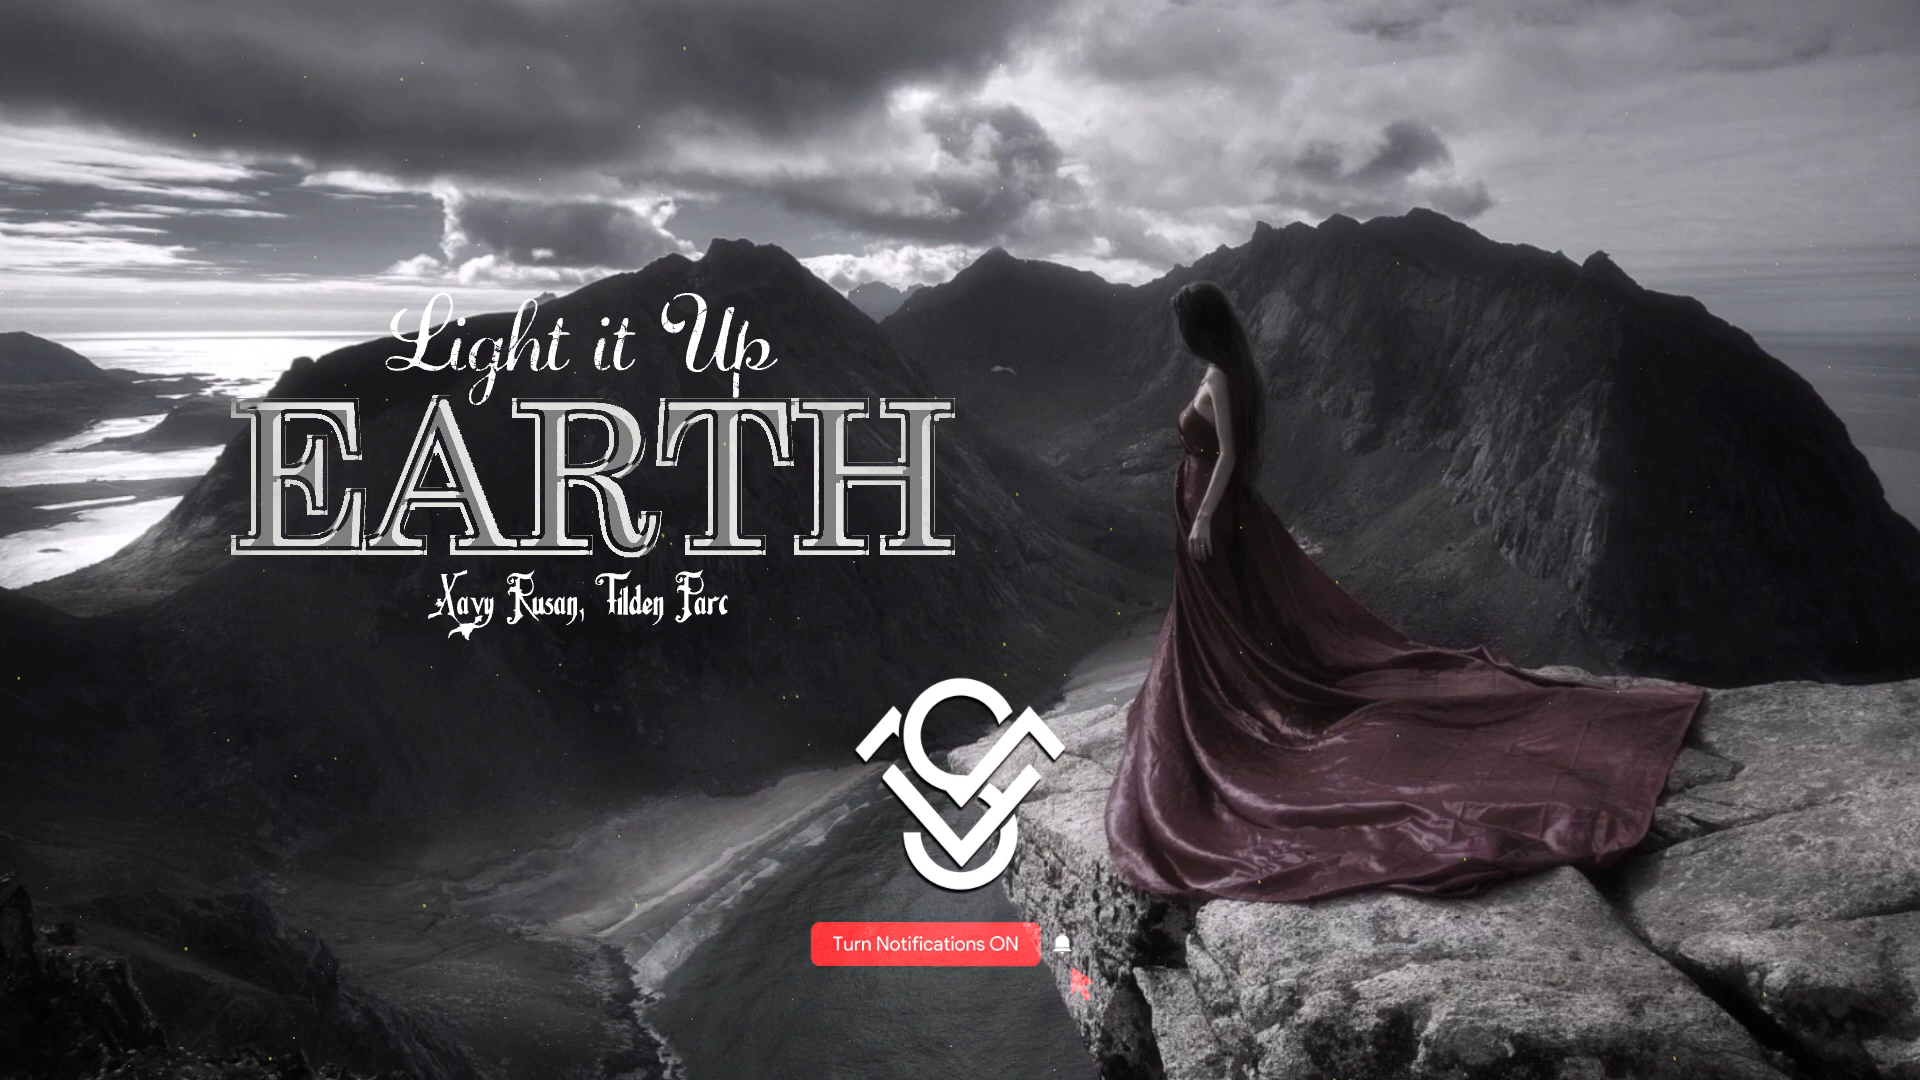 Light it Up
EARTH
Xavy Rusan, Tilden Parc
Turn Notifications ON